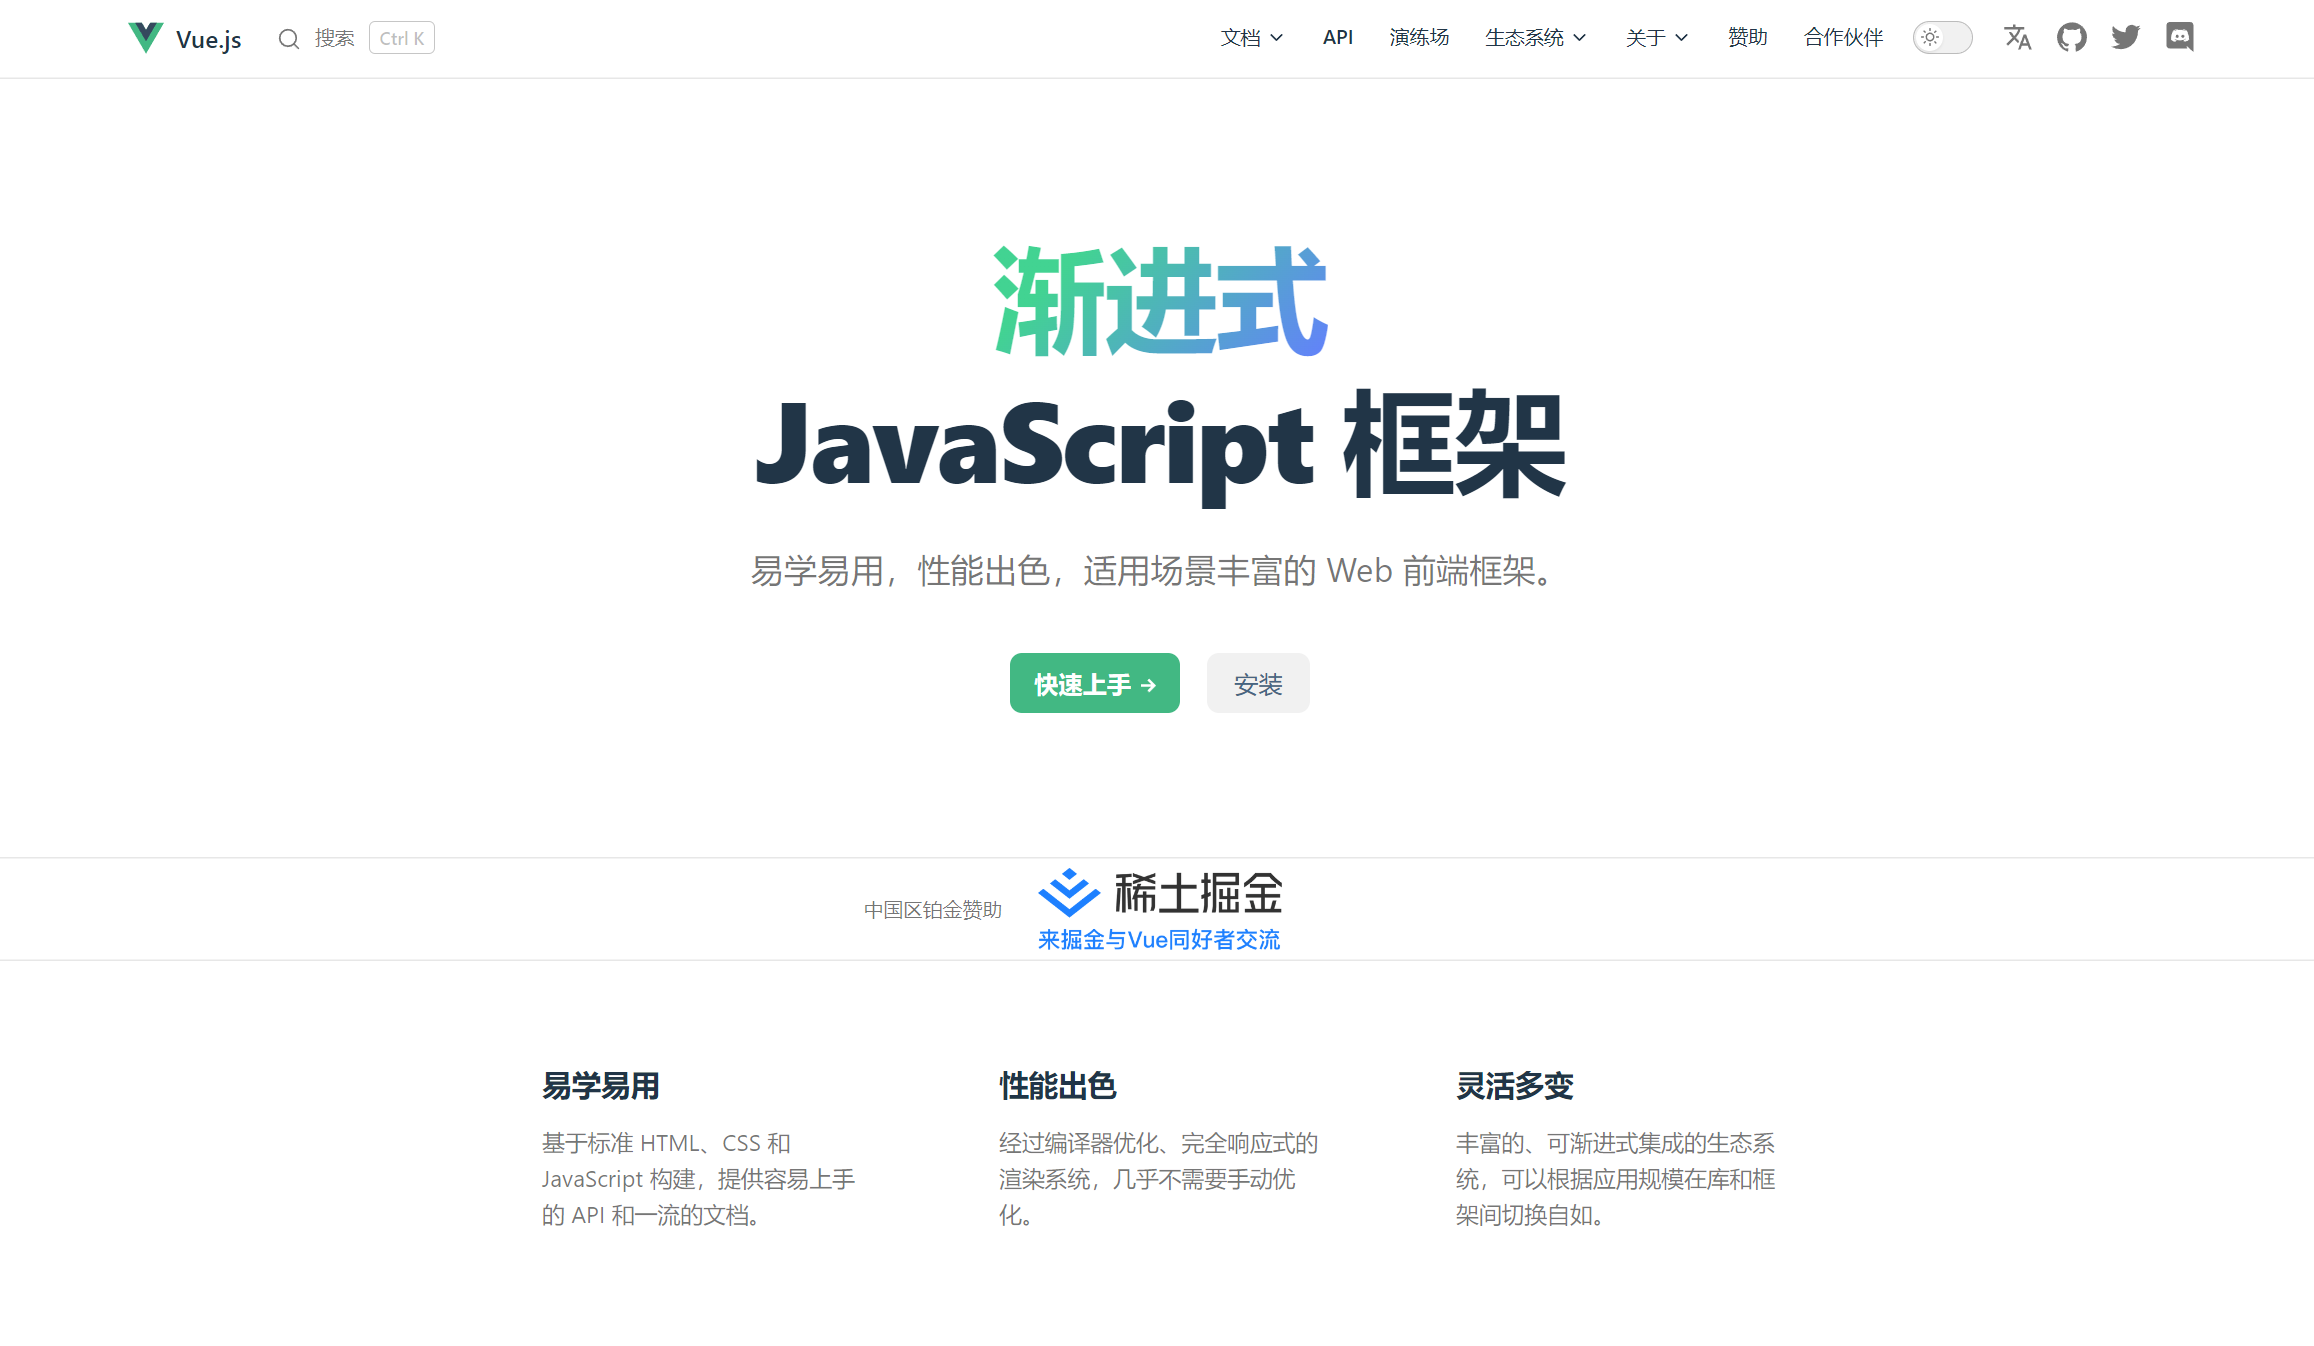 Vue.js 搜索 Ctrl K 文档 API 演练场 生态系统 关于 赞助 合作伙伴
渐进式
JavaScript 框架
易学易用，性能出色，适用场景丰富的 Web 前端框架。
快速上手 → 安装
中国区铂金赞助
稀土掘金
来掘金与Vue同好者交流
易学易用
基于标准 HTML、CSS 和
JavaScript 构建，提供容易上手
的 API 和一流的文档。
性能出色
经过编译器优化、完全响应式的
渲染系统，几乎不需要手动优
化。
灵活多变
丰富的、可渐进式集成的生态系
统，可以根据应用规模在库和框
架间切换自如。